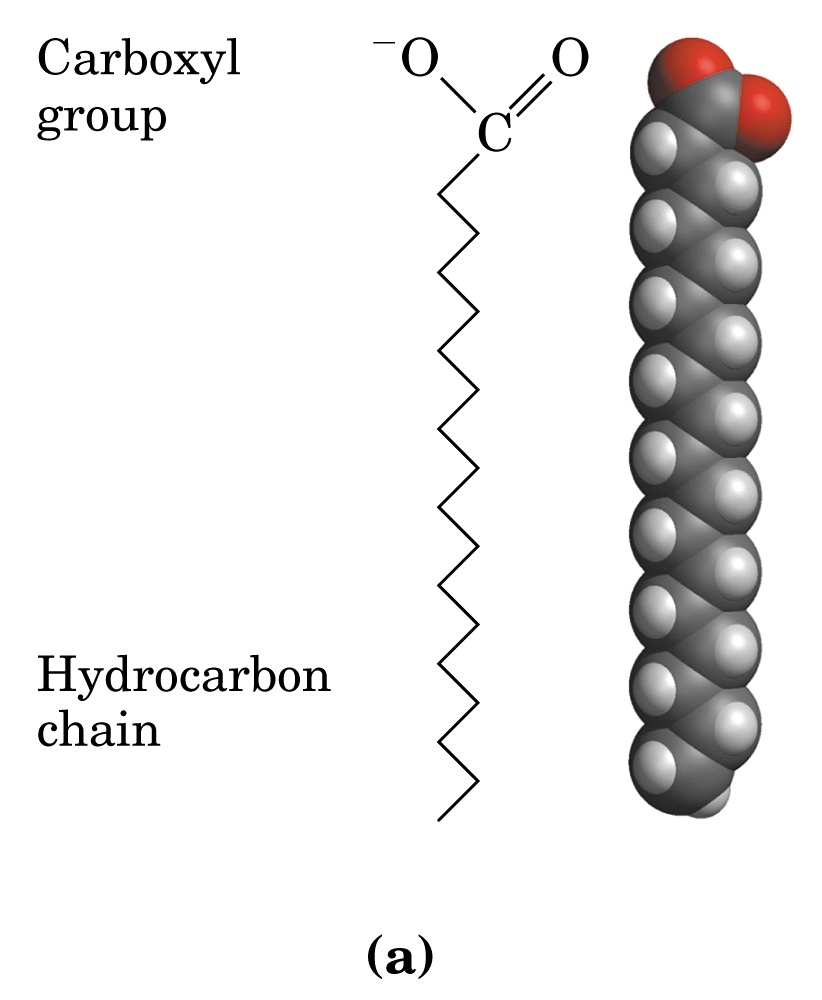 Carboxyl
group
⁻O
O
C
Hydrocarbon
chain
(a)